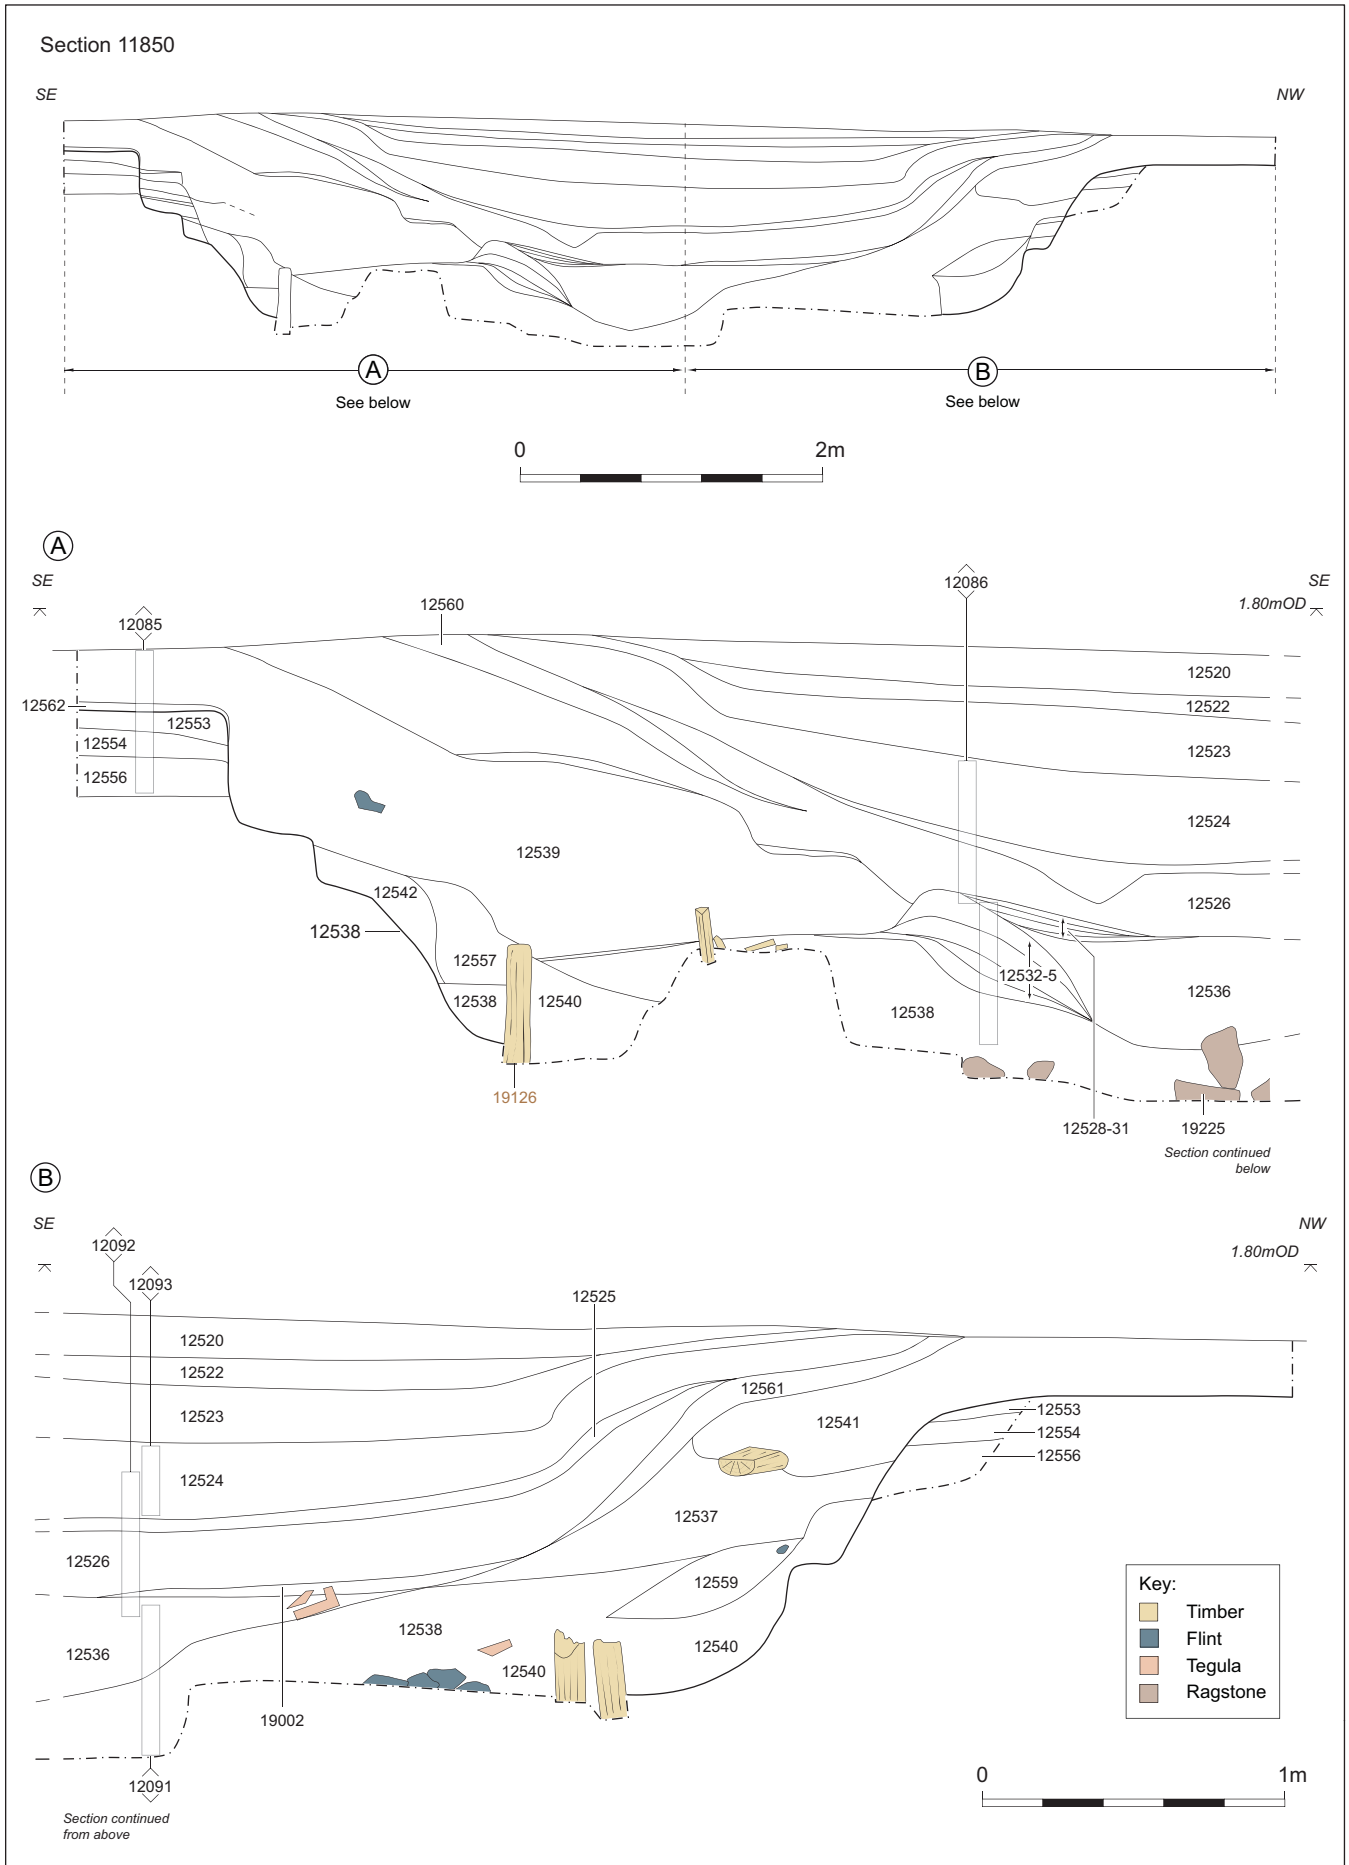 Section 11850
SE
NW
A
B
See below
See below
0
2m
A
SE
SE
1.80mOD
12085
12560
12086
12562
12553
12554
12556
12520
12522
12523
12524
12539
12542
12538
12526
12557
12538
12540
12532-5
12536
12538
19126
12528-31
19225
Section continued
below
B
SE
NW
1.80mOD
12092
12093
12525
12520
12522
12523
12524
12561
12541
12553
12554
12556
12537
12526
12559
12538
12536
12540
12540
19002
12091
Section continued
from above
Key:
Timber
Flint
Tegula
Ragstone
0
1m